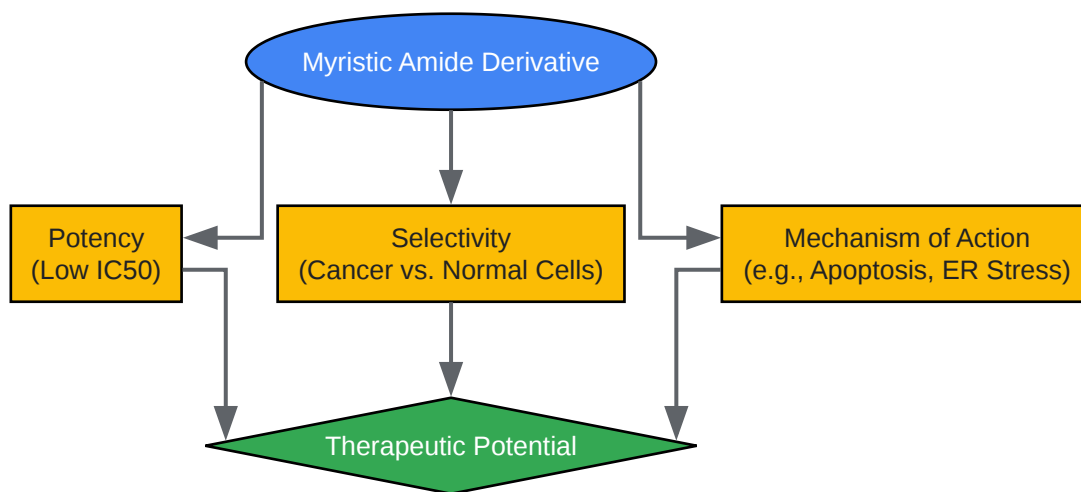 Myristic Amide Derivative
Potency
(Low IC50)
Selectivity
(Cancer vs. Normal Cells)
Mechanism of Action
(e.g., Apoptosis, ER Stress)
Therapeutic Potential